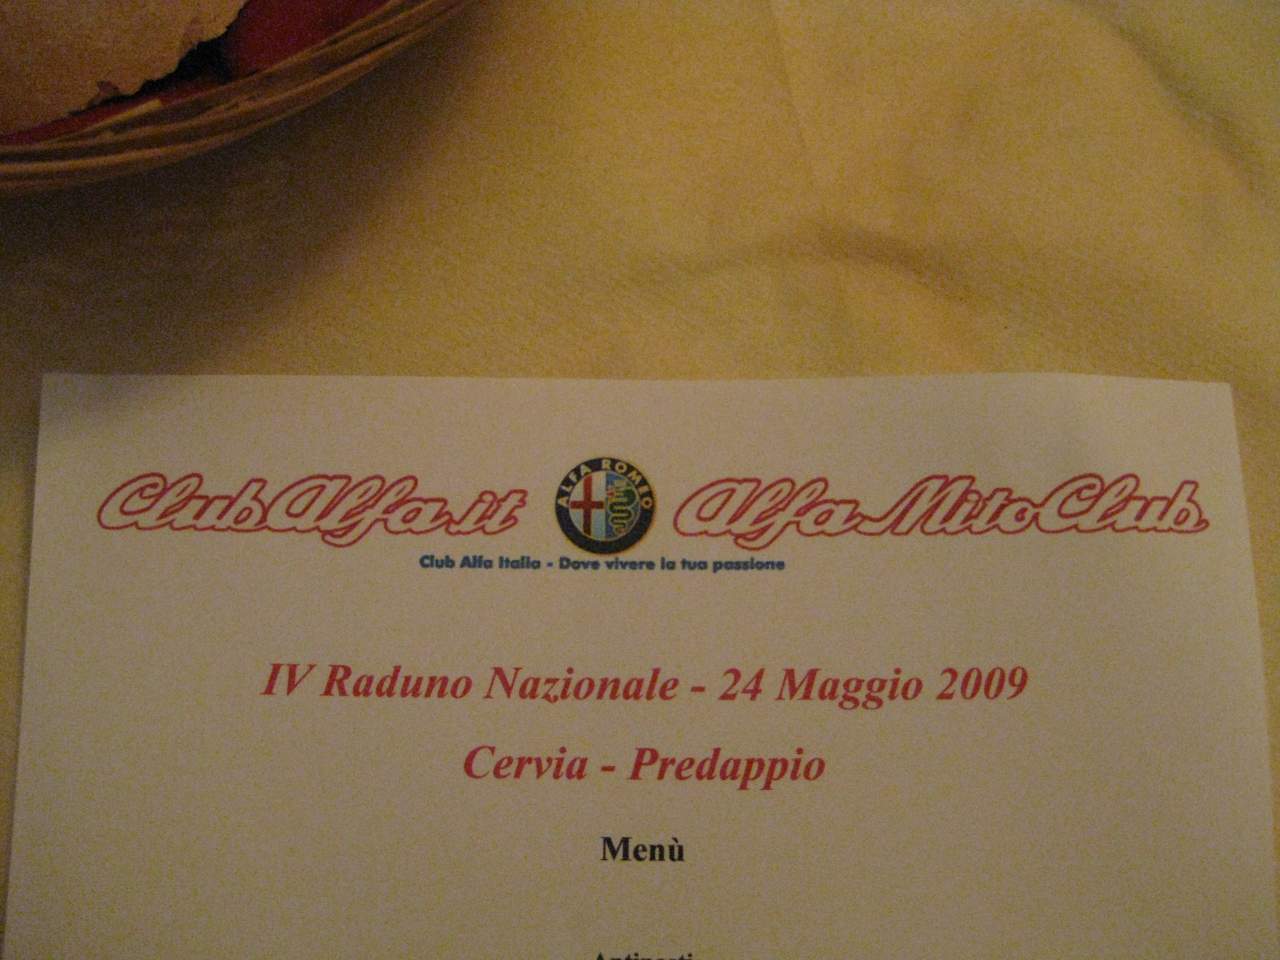 ClubAlfa.it ALFA ROMEO AlfaMitoClub
Club Alfa Italia - Dove vivere la tua passione
IV Raduno Nazionale - 24 Maggio 2009
Cervia - Predappio
Menù
Antipasti